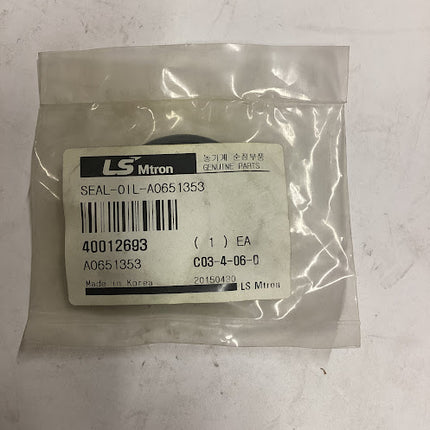 LS Mtron
농기계 순정부품
GENUINE PARTS
SEAL-OIL-A0651353
40012693 ( 1 ) EA
A0651353 C03-4-06-0
Made in Korea 20150430
LS Mtron